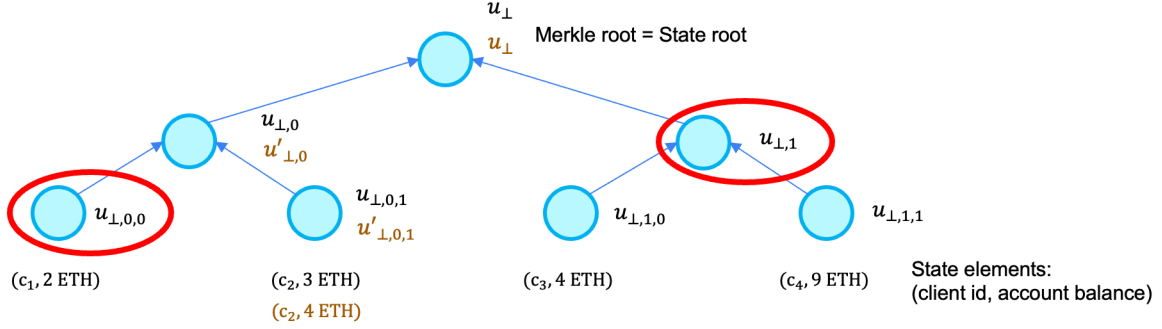 u⊥
u⊥ Merkle root = State root
u⊥,0
u′⊥,0
u⊥,1
u⊥,0,0
u⊥,0,1
u′⊥,0,1
u⊥,1,0
u⊥,1,1
(c₁, 2 ETH)
(c₂, 3 ETH)
(c₂, 4 ETH)
(c₃, 4 ETH)
(c₄, 9 ETH)
State elements:
(client id, account balance)